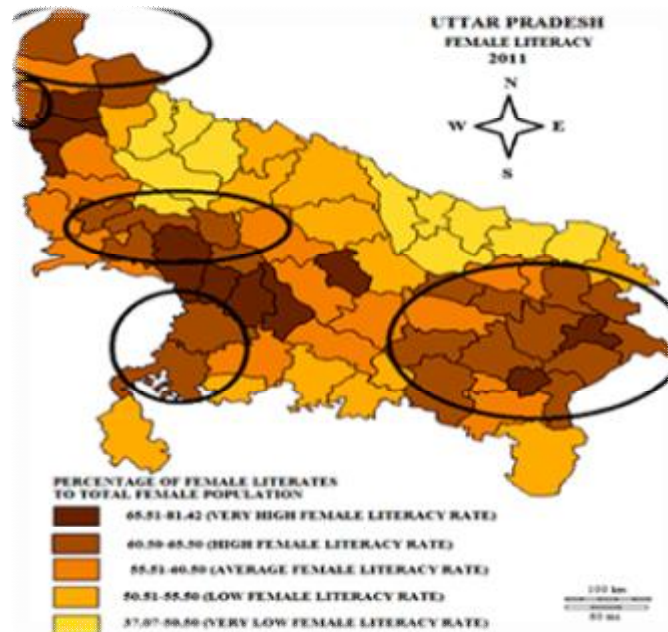 UTTAR PRADESH
FEMALE LITERACY
2011
N
W E
S
PERCENTAGE OF FEMALE LITERATES
TO TOTAL FEMALE POPULATION
65.51-81.42 (VERY HIGH FEMALE LITERACY RATE)
60.50-65.50 (HIGH FEMALE LITERACY RATE)
55.51-60.50 (AVERAGE FEMALE LITERACY RATE)
50.51-55.50 (LOW FEMALE LITERACY RATE)
37.07-50.50 (VERY LOW FEMALE LITERACY RATE)
100 km
60 ms